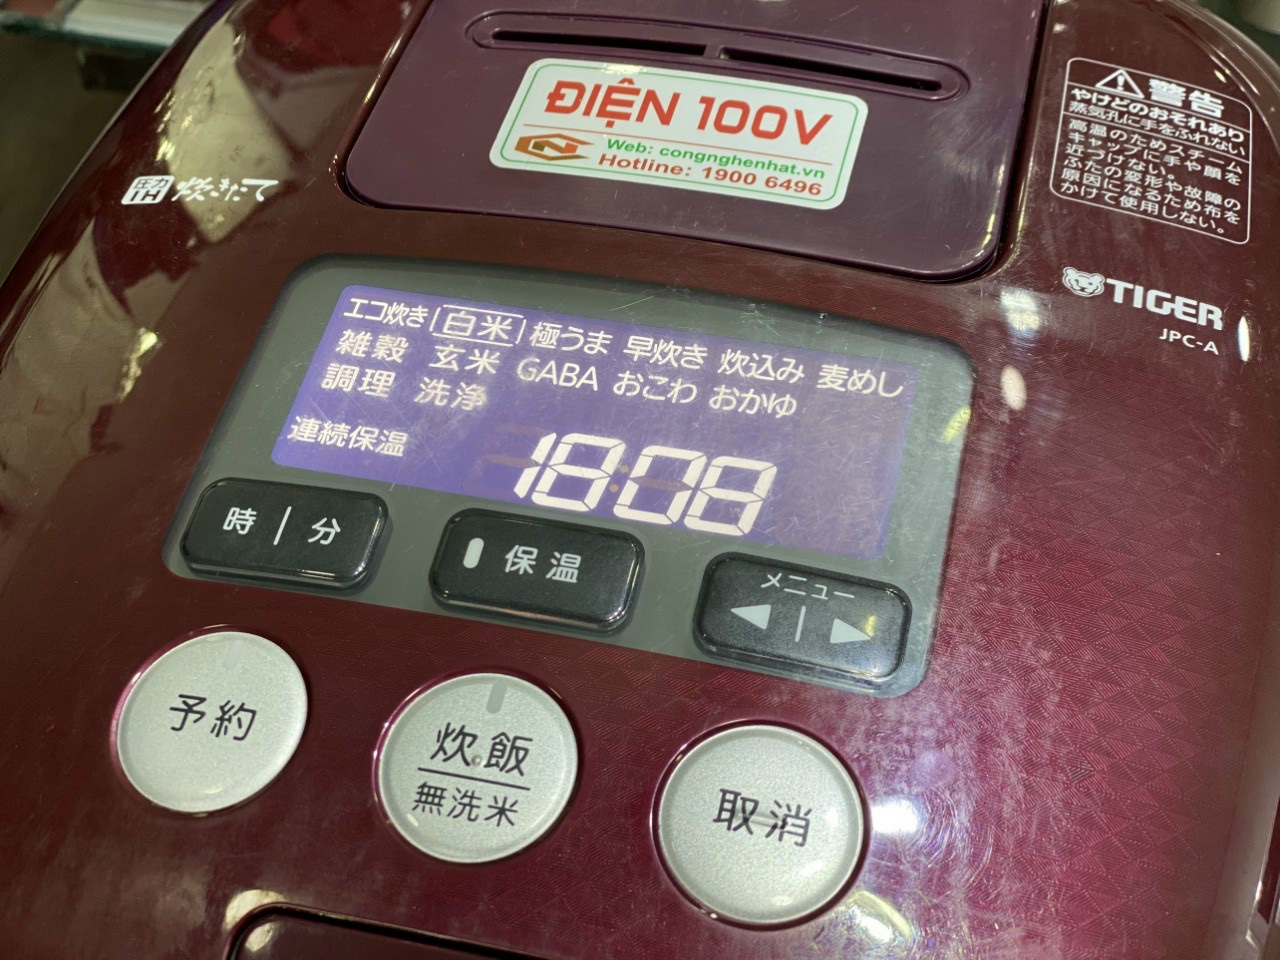 ĐIỆN 100V
Web: congnghenhat.vn
Hotline: 1900 6496
警告
やけどのおそれあり
蒸気孔に手をふれない
高温のためスチーム
キャップに手や顔を
近づけない。
ふたの変形や故障の
原因になるため布を
かけて使用しない。
圧力IH 炊きたて
TIGER
JPC-A
エコ炊き 白米 極うま 早炊き 炊込み 麦めし
雑穀 玄米 GABA おこわ おかゆ
調理 洗浄
連続保温
18:08
時 | 分
保温
メニュー
◀ | ▶
予約
炊飯
無洗米
取消